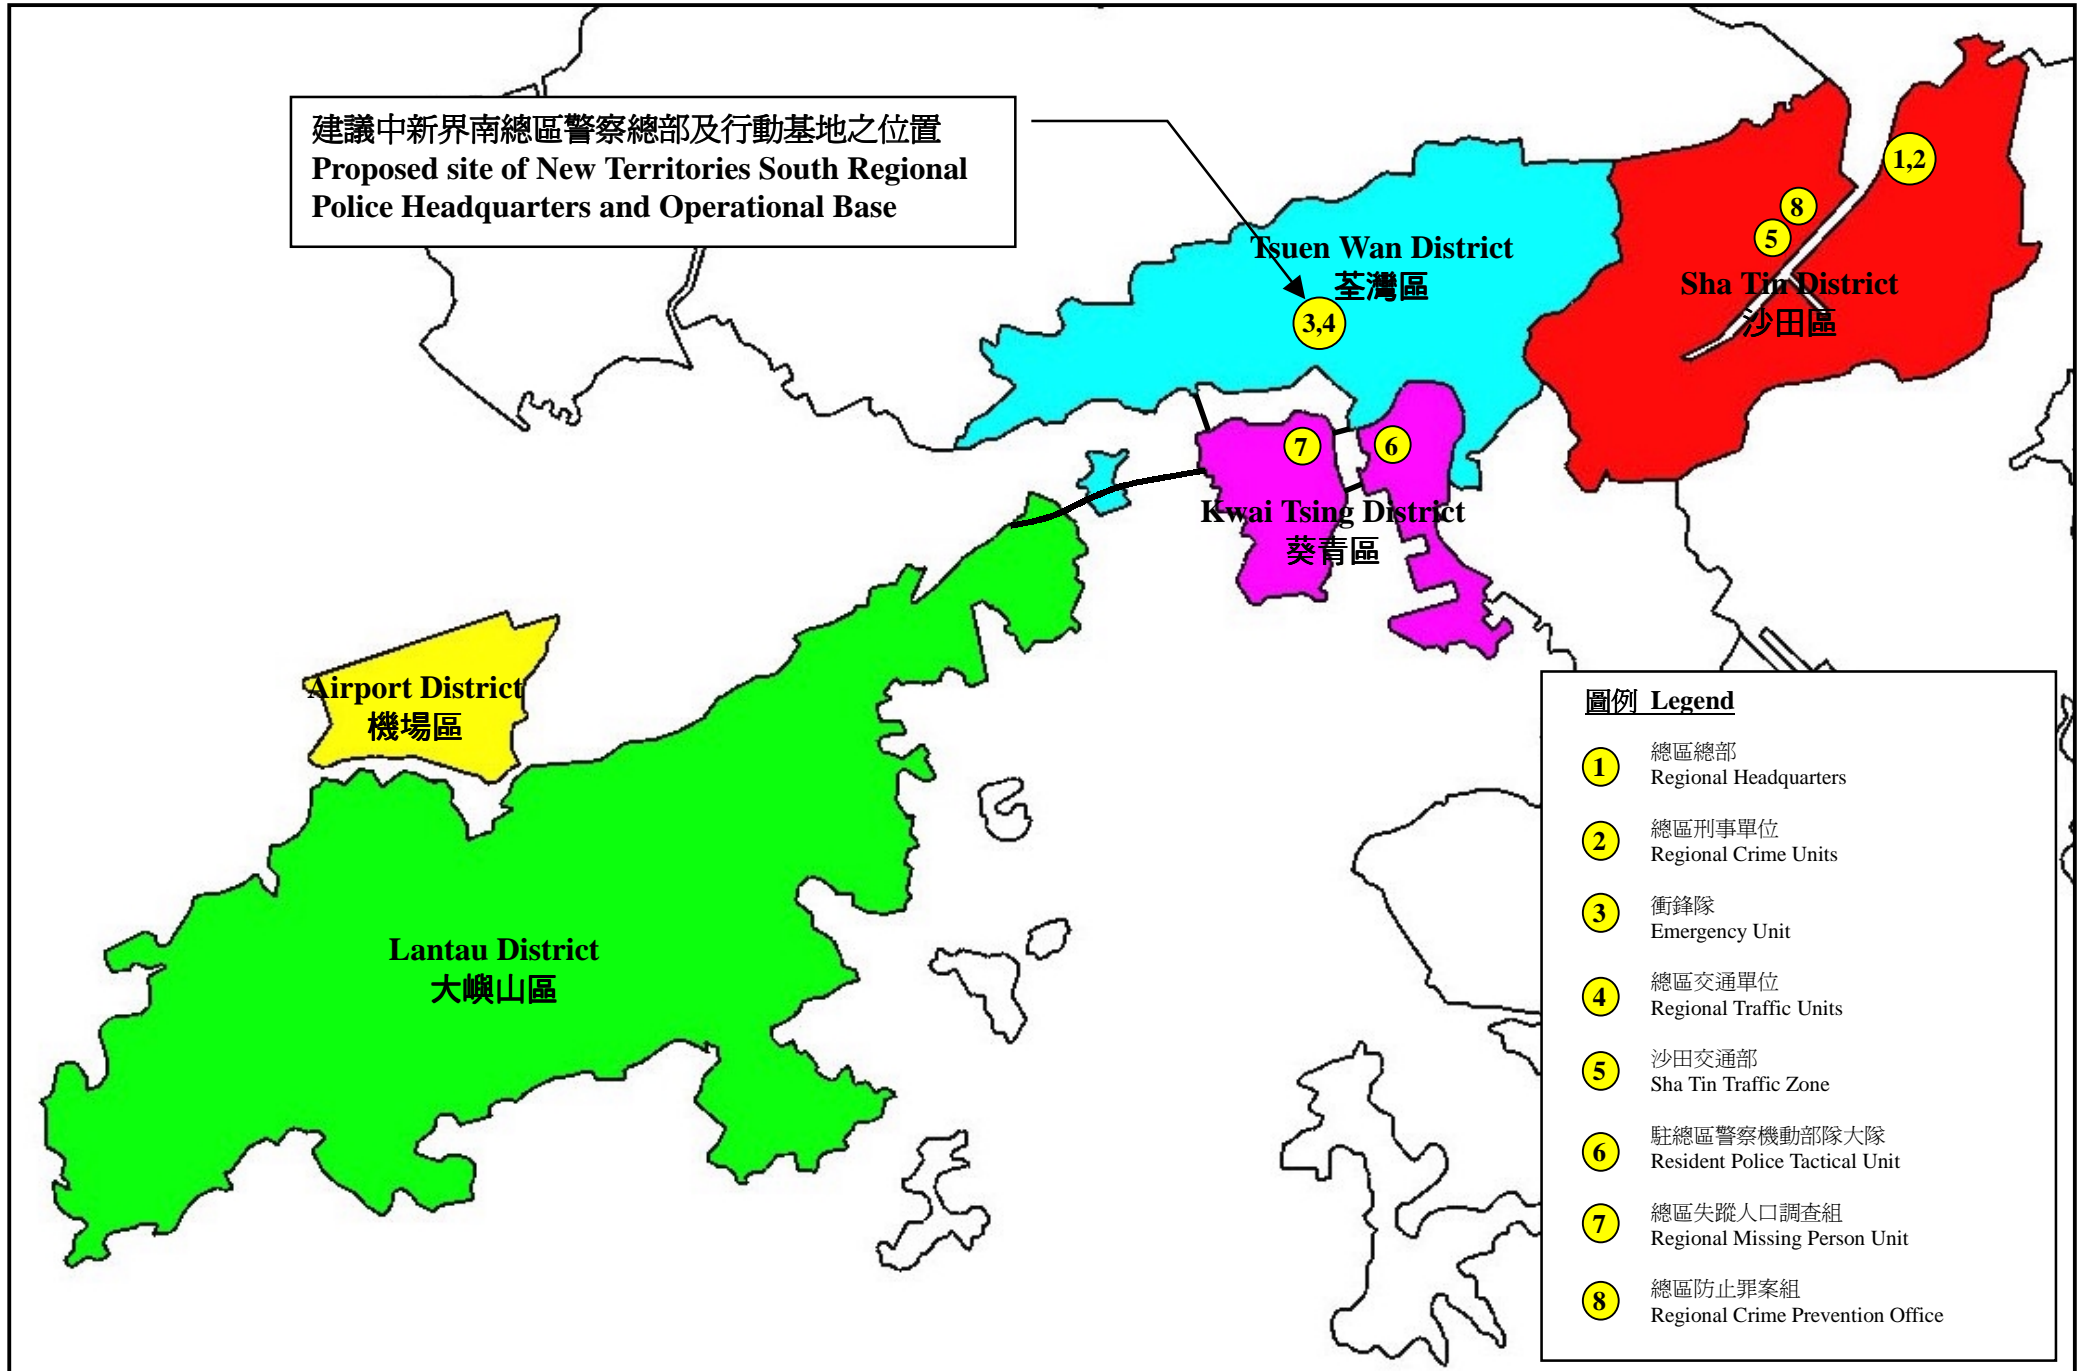 建議中新界南總區警察總部及行動基地之位置
Proposed site of New Territories South Regional
Police Headquarters and Operational Base
1,2
8
5
Tsuen Wan District
荃灣區
Sha Tin District
沙田區
3,4
7
6
Kwai Tsing District
葵青區
Airport District
機場區
Lantau District
大嶼山區
圖例 Legend
1
總區總部
Regional Headquarters
2
總區刑事單位
Regional Crime Units
3
衝鋒隊
Emergency Unit
4
總區交通單位
Regional Traffic Units
5
沙田交通部
Sha Tin Traffic Zone
6
駐總區警察機動部隊大隊
Resident Police Tactical Unit
7
總區失蹤人口調查組
Regional Missing Person Unit
8
總區防止罪案組
Regional Crime Prevention Office